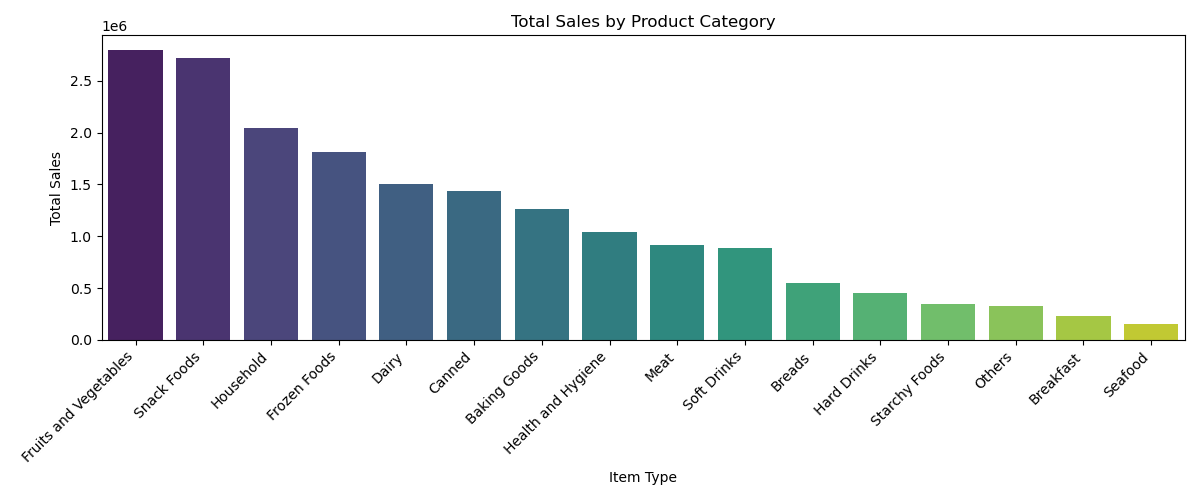 Total Sales by Product Category
1e6
2.5
2.0
1.5
1.0
0.5
0.0
Total Sales
Fruits and Vegetables
Snack Foods
Household
Frozen Foods
Dairy
Canned
Baking Goods
Health and Hygiene
Meat
Soft Drinks
Breads
Hard Drinks
Starchy Foods
Others
Breakfast
Seafood
Item Type